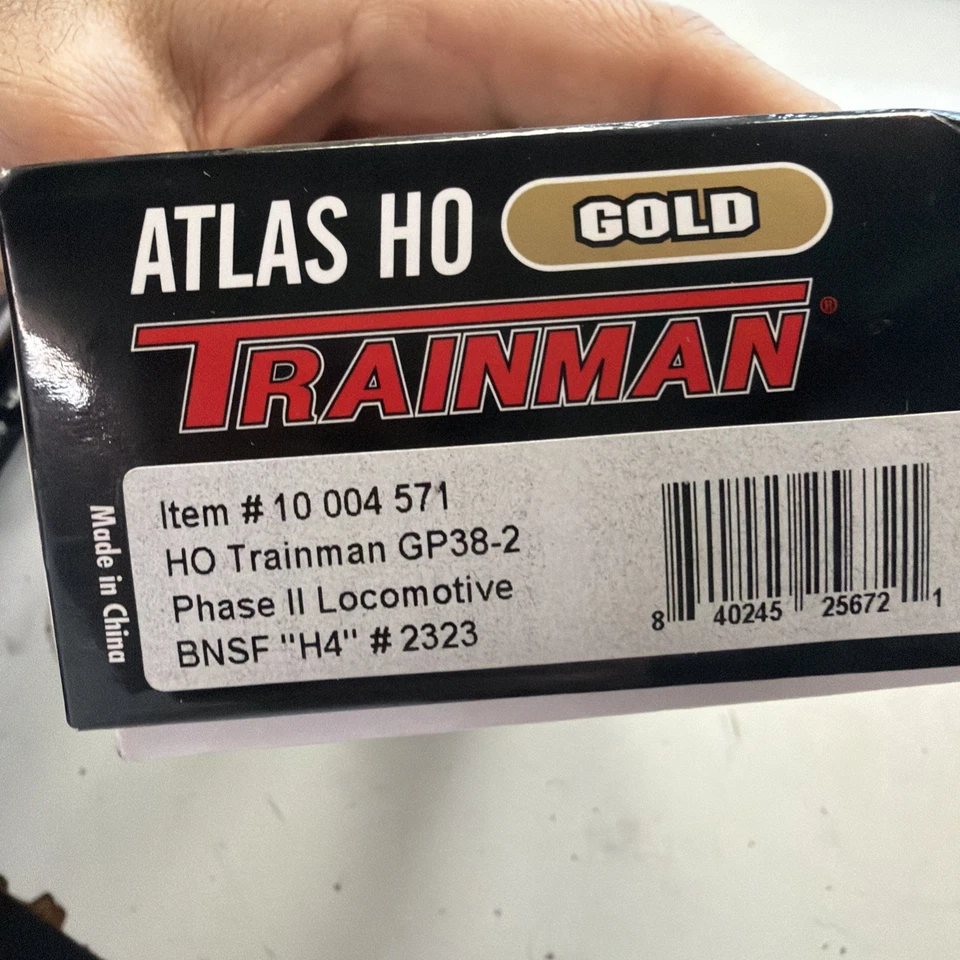 ATLAS HO GOLD
TRAINMAN®
Made in China
Item # 10 004 571
HO Trainman GP38-2
Phase II Locomotive
BNSF "H4" # 2323
8 40245 25672 1